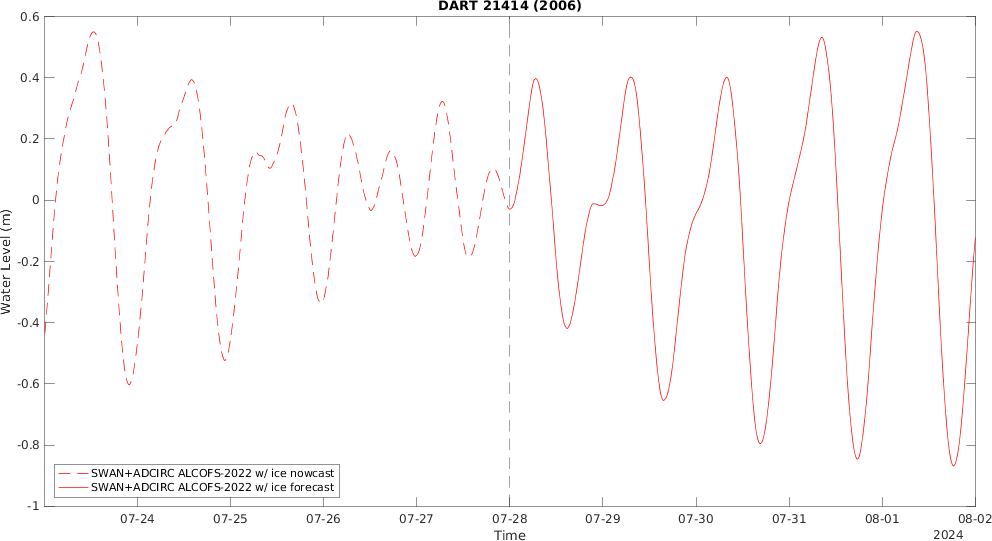 DART 21414 (2006)
0.6
0.4
0.2
0
-0.2
-0.4
-0.6
-0.8
-1
Water Level (m)
SWAN+ADCIRC ALCOFS-2022 w/ ice nowcast
SWAN+ADCIRC ALCOFS-2022 w/ ice forecast
07-24 07-25 07-26 07-27 07-28 07-29 07-30 07-31 08-01 08-02
Time
2024